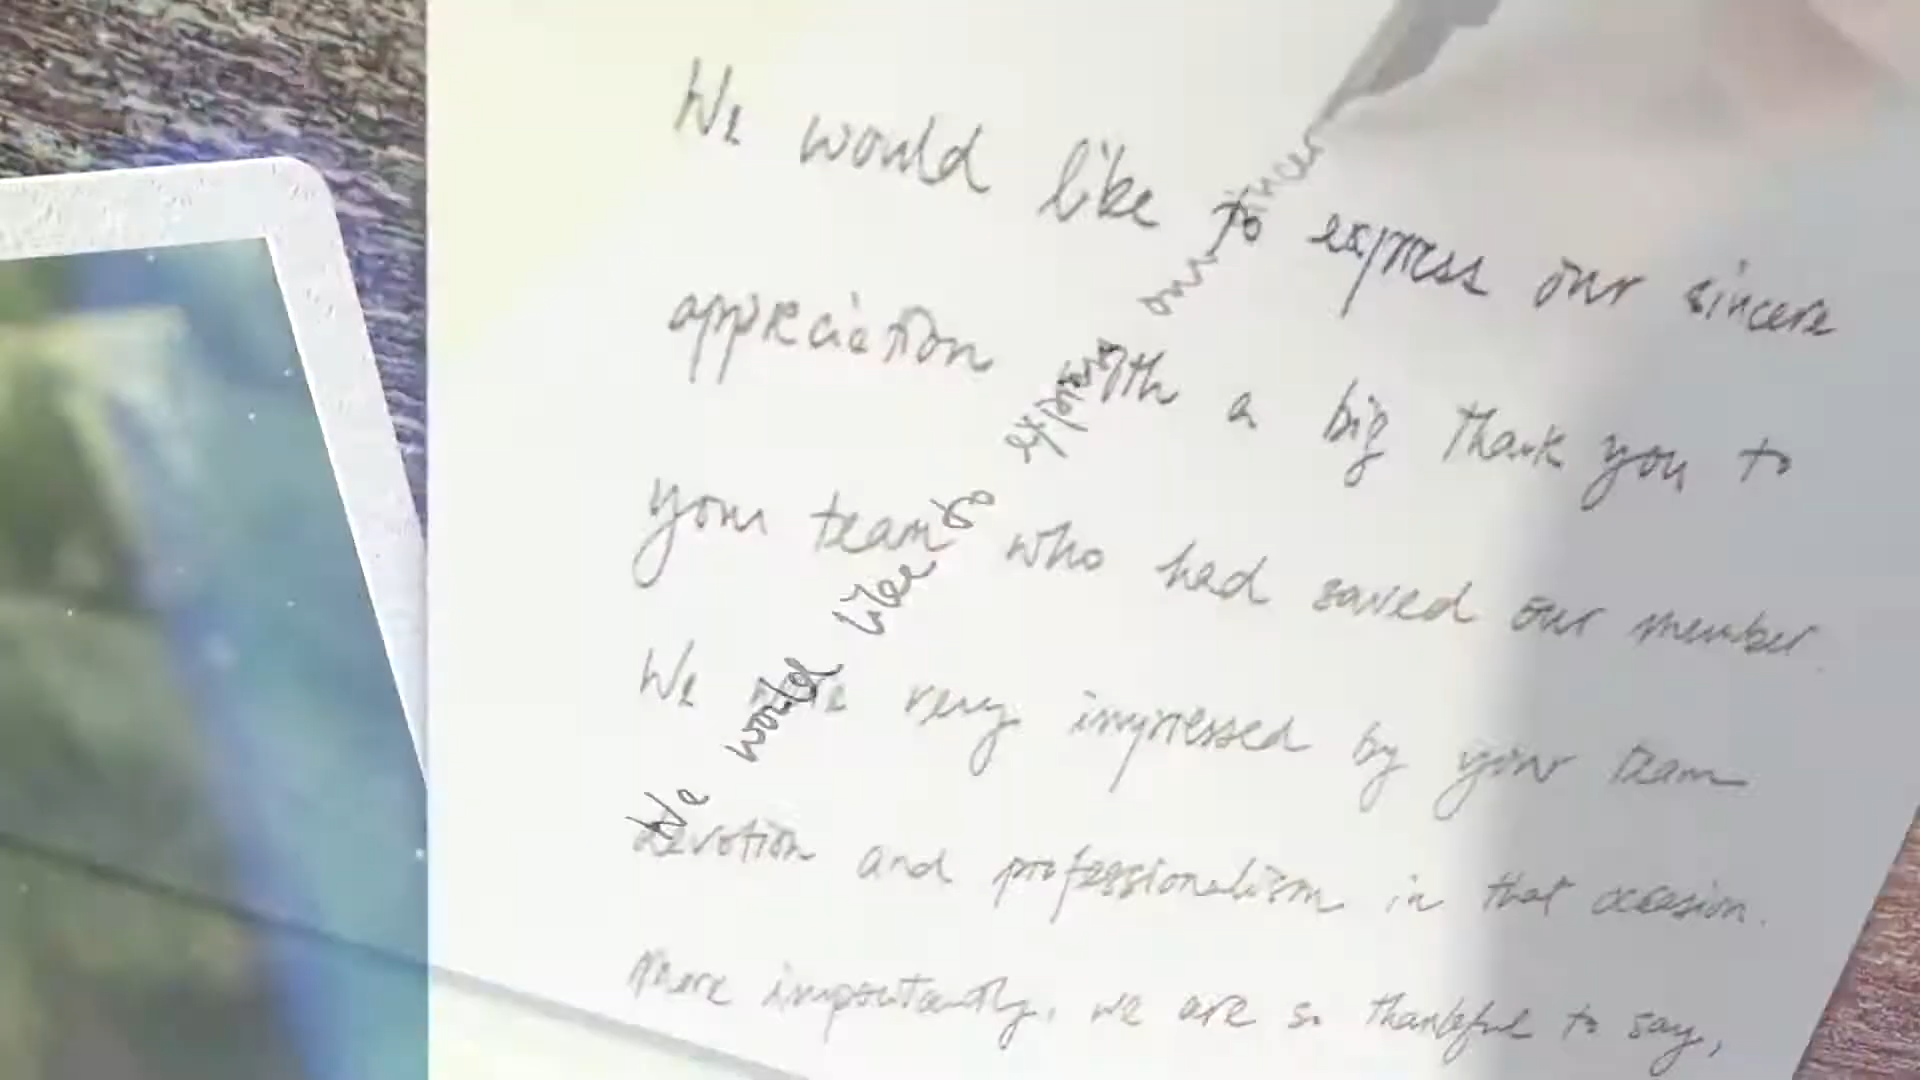 We would like to express our sincere
appreciation with a big thank you to
your team who had saved our member.
We were very impressed by your team
devotion and professionalism in that occasion.
More importantly, we are so thankful to say,
We would like to express our sincer